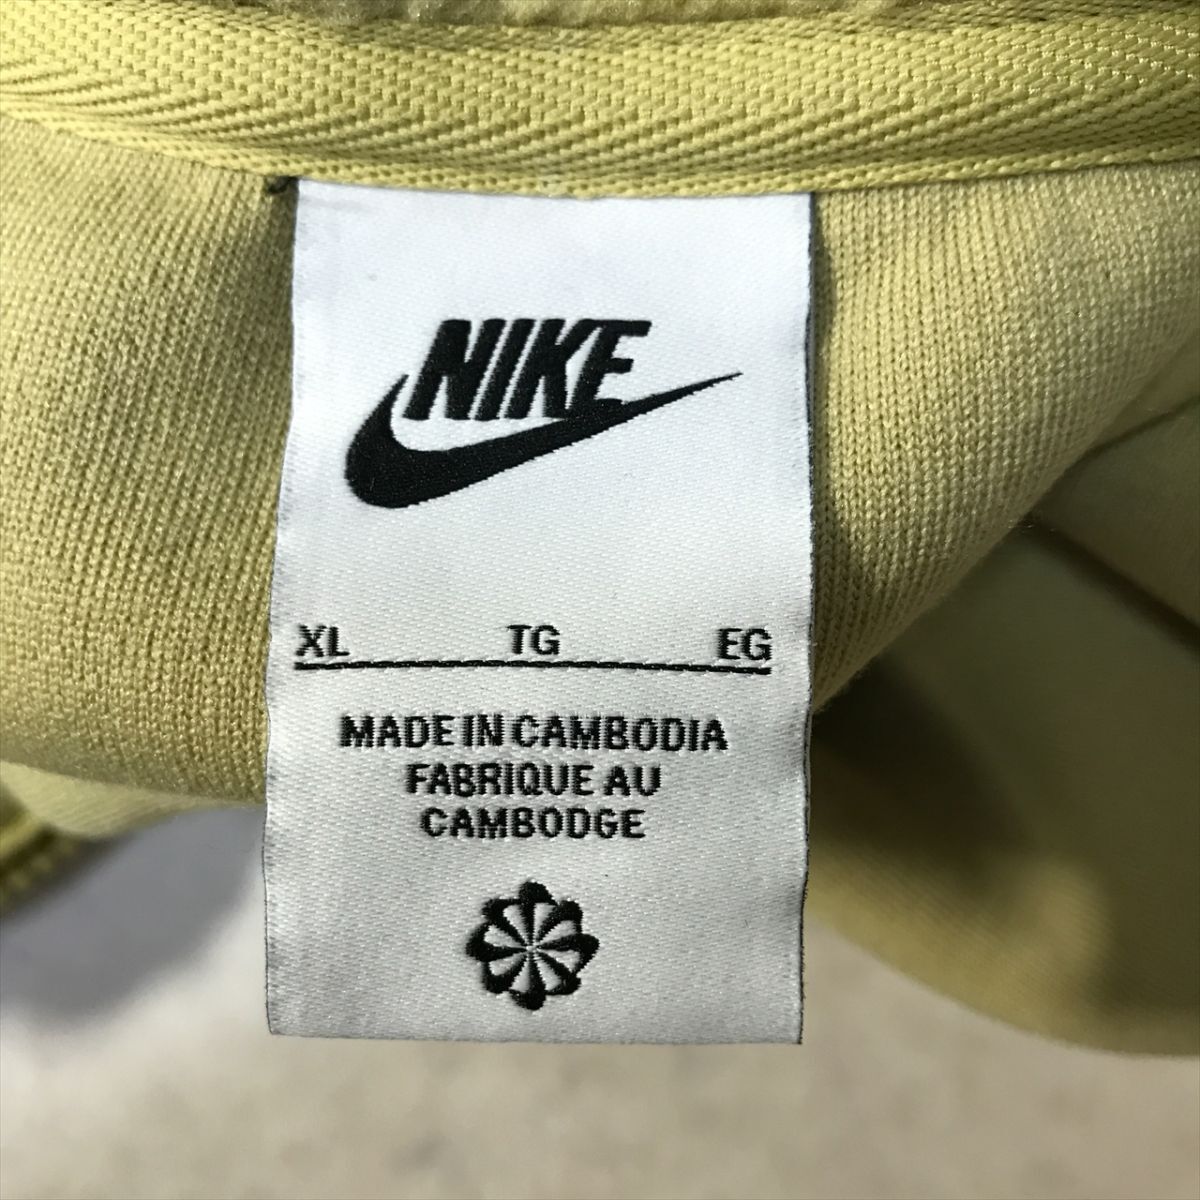 NIKE
XL TG EG
MADE IN CAMBODIA
FABRIQUE AU
CAMBODGE